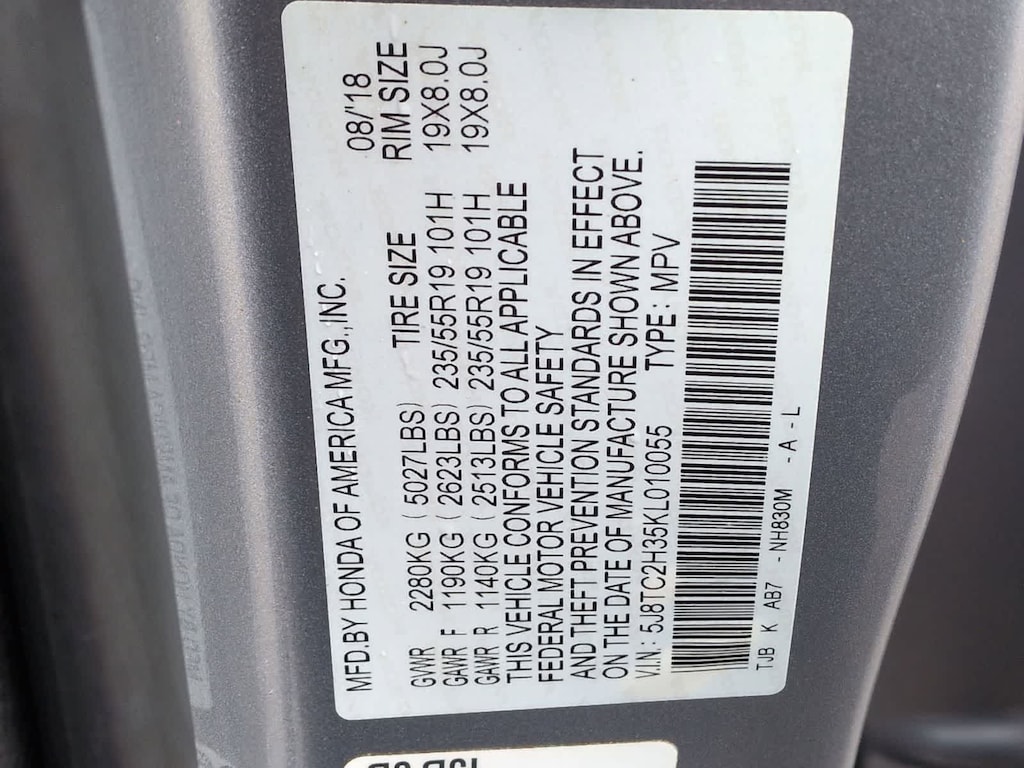 MFD.BY HONDA OF AMERICA MFG.,INC. 08/'18
TIRE SIZE RIM SIZE
GVWR 2280KG ( 5027LBS)
GAWR F 1190KG ( 2623LBS) 235/55R19 101H 19X8.0J
GAWR R 1140KG ( 2513LBS) 235/55R19 101H 19X8.0J
THIS VEHICLE CONFORMS TO ALL APPLICABLE
FEDERAL MOTOR VEHICLE SAFETY
AND THEFT PREVENTION STANDARDS IN EFFECT
ON THE DATE OF MANUFACTURE SHOWN ABOVE.
V.I.N.: 5J8TC2H35KL010055 TYPE: MPV
TJB K AB7 -NH830M -A -L